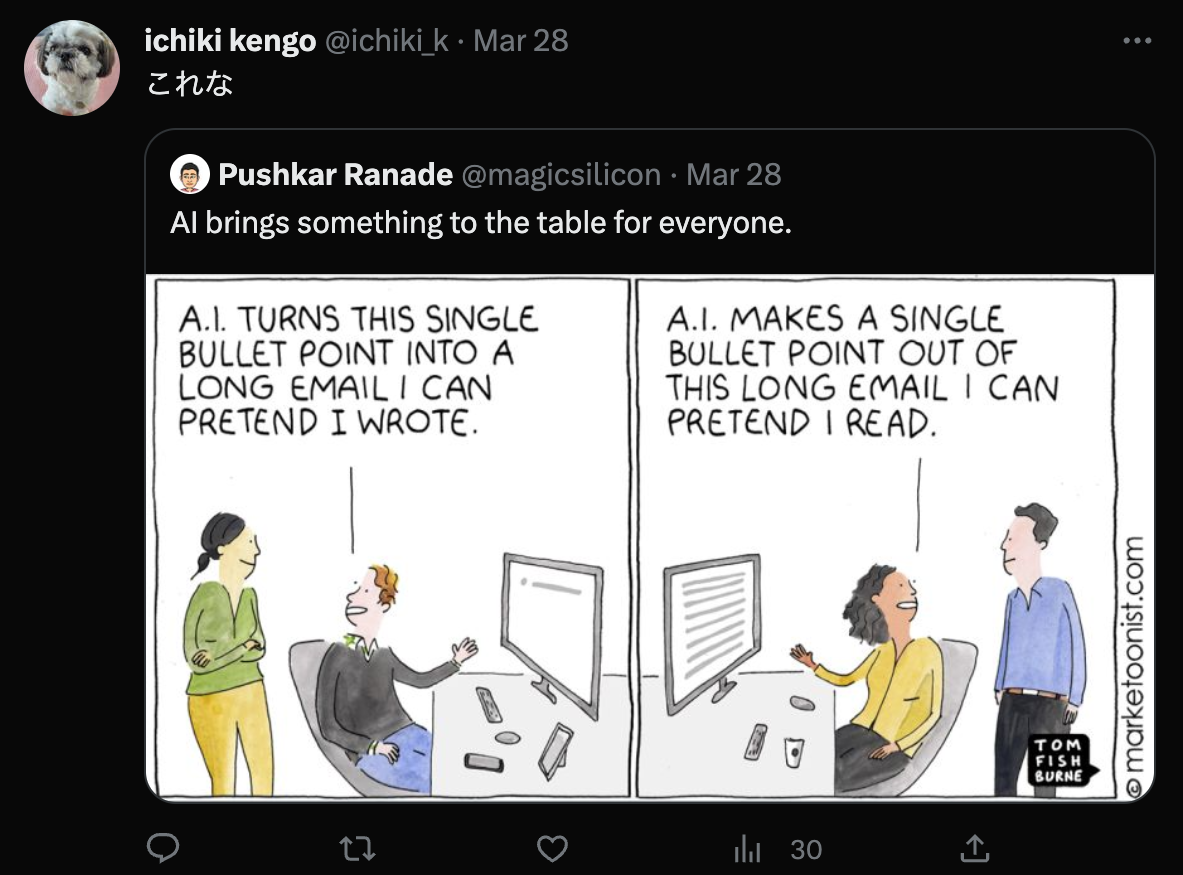 ichiki kengo @ichiki_k · Mar 28
これな
Pushkar Ranade @magicsilicon · Mar 28
AI brings something to the table for everyone.
A.I. TURNS THIS SINGLE
BULLET POINT INTO A
LONG EMAIL I CAN
PRETEND I WROTE.
A.I. MAKES A SINGLE
BULLET POINT OUT OF
THIS LONG EMAIL I CAN
PRETEND I READ.
TOM
FISH
BURNE
© marketoonist.com
30